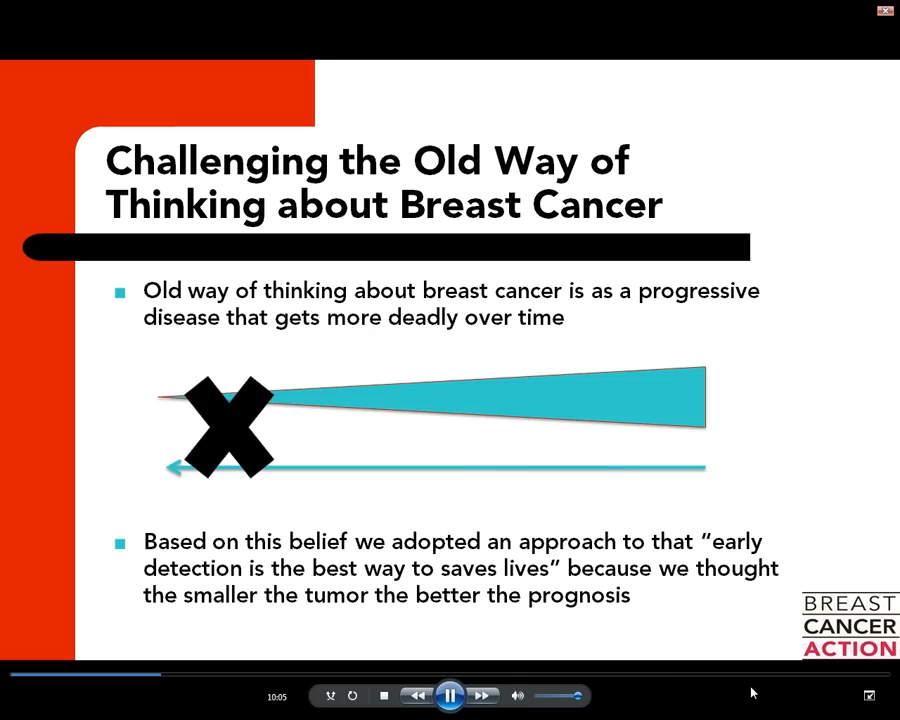 Challenging the Old Way of
Thinking about Breast Cancer
Old way of thinking about breast cancer is as a progressive
disease that gets more deadly over time
Based on this belief we adopted an approach to that “early
detection is the best way to saves lives” because we thought
the smaller the tumor the better the prognosis
BREAST
CANCER
ACTION
10:05